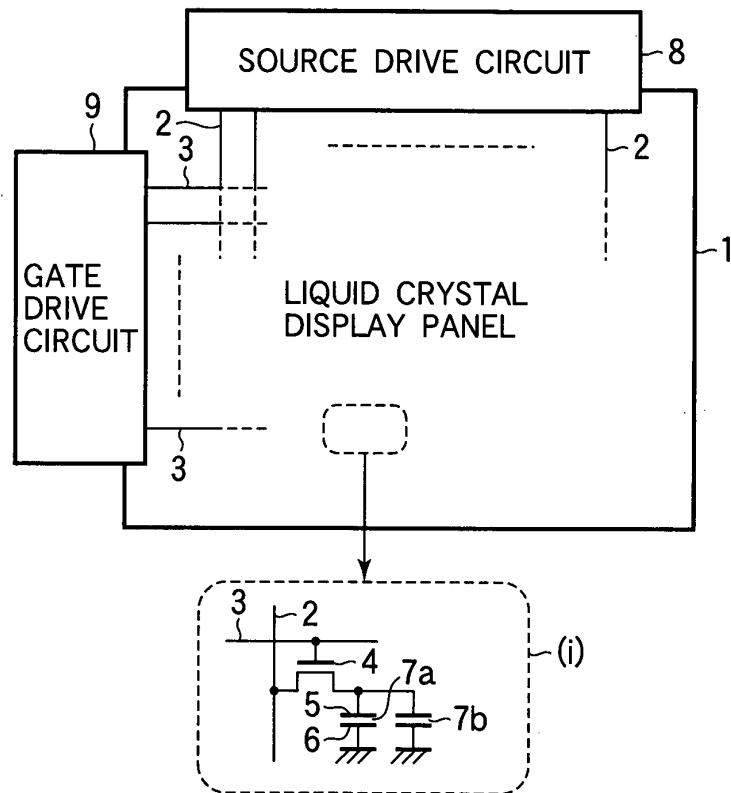 SOURCE DRIVE CIRCUIT
8
9
2
2
3
1
GATE
DRIVE
CIRCUIT
LIQUID CRYSTAL
DISPLAY PANEL
3
2
3
(i)
4
7a
5
7b
6